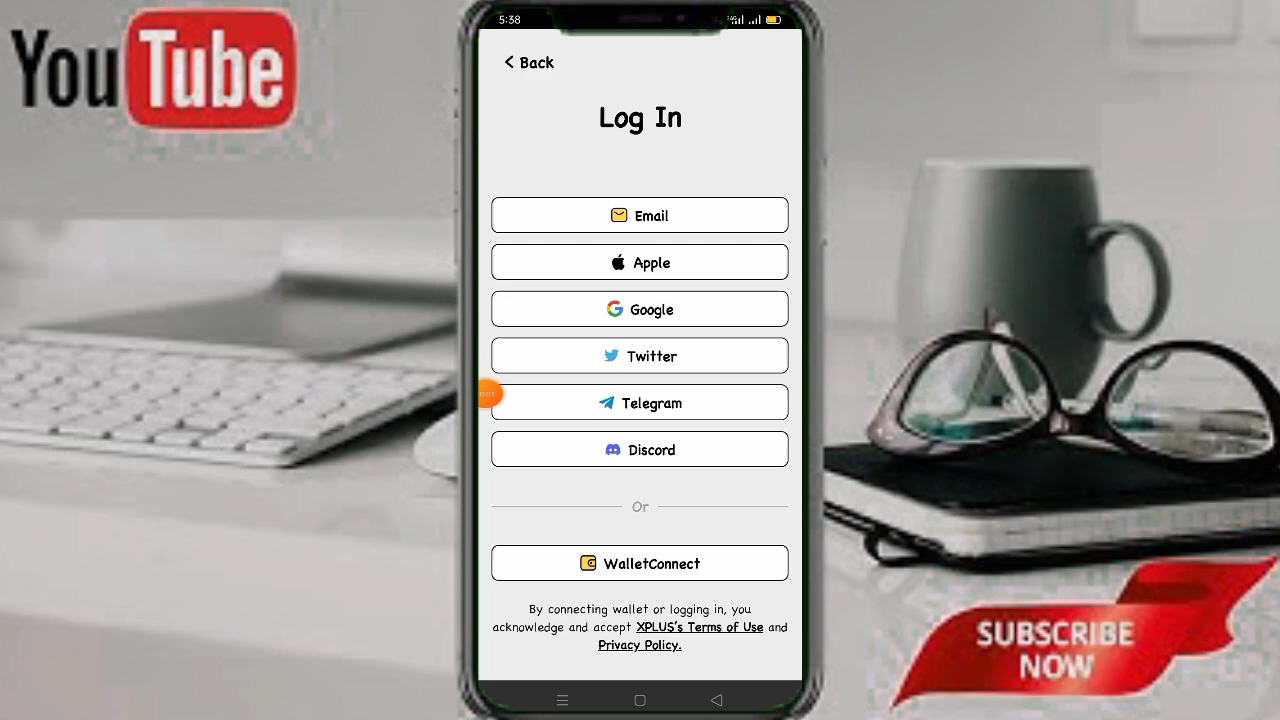 YouTube
5:38
Back
Log In
Email
Apple
Google
Twitter
Telegram
Discord
Or
WalletConnect
By connecting wallet or logging in, you
acknowledge and accept XPLUS's Terms of Use and
Privacy Policy.
SUBSCRIBE
NOW